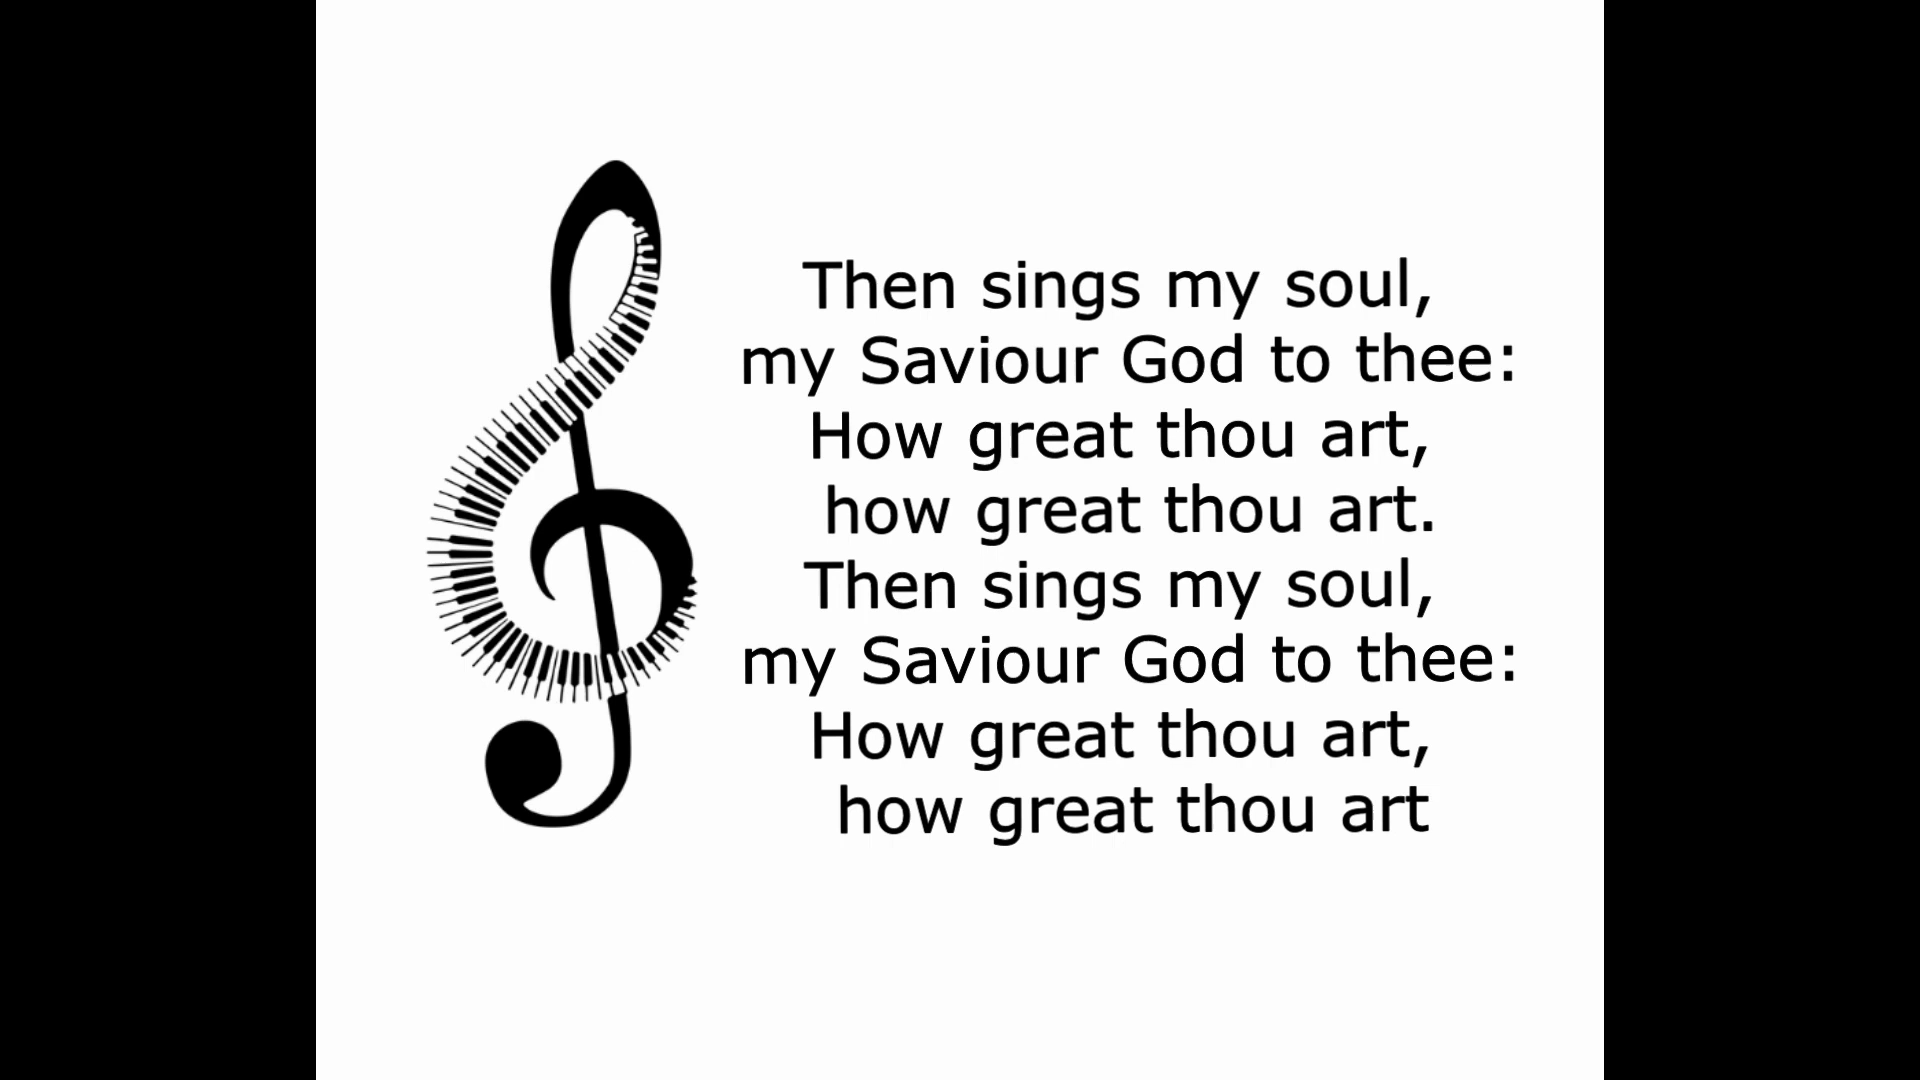 Then sings my soul,
my Saviour God to thee:
How great thou art,
how great thou art.
Then sings my soul,
my Saviour God to thee:
How great thou art,
how great thou art